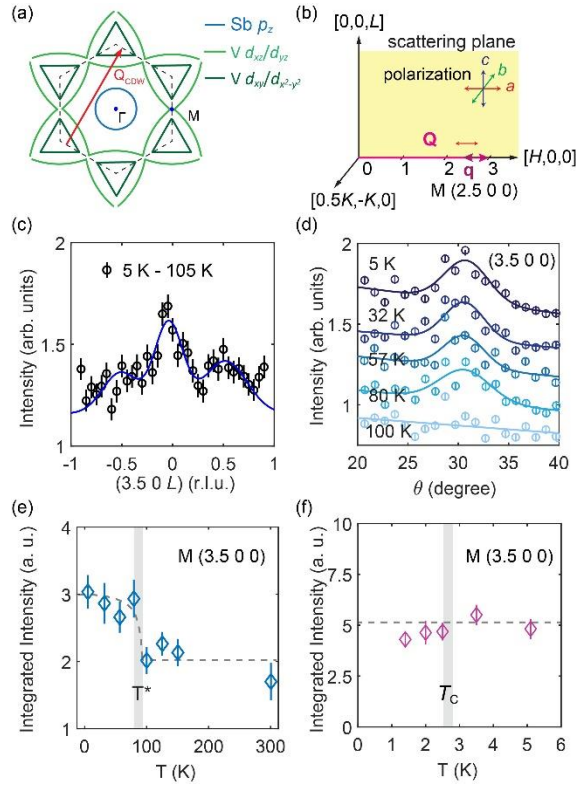 (a)
Sb p_z
V d_xz/d_yz
V d_xy/d_x²-y²
Q_CDW
Γ
M
(b)
[0,0,L]
scattering plane
polarization
c
b
a
Q
q
0 1 2 3
[H,0,0]
M (2.5 0 0)
[0.5K,-K,0]
(c)
Intensity (arb. units)
2
1.5
1
5 K - 105 K
-1 -0.5 0 0.5 1
(3.5 0 L) (r.l.u.)
(d)
Intensity (arb. units)
2
1.5
1
(3.5 0 0)
5 K
32 K
57 K
80 K
100 K
20 25 30 35 40
θ (degree)
(e)
Integrated Intensity (a. u.)
4
3
2
1
M (3.5 0 0)
T*
0 100 200 300
T (K)
(f)
Integrated Intensity (a. u.)
10
7.5
5
2.5
0
M (3.5 0 0)
T_C
0 1 2 3 4 5 6
T (K)